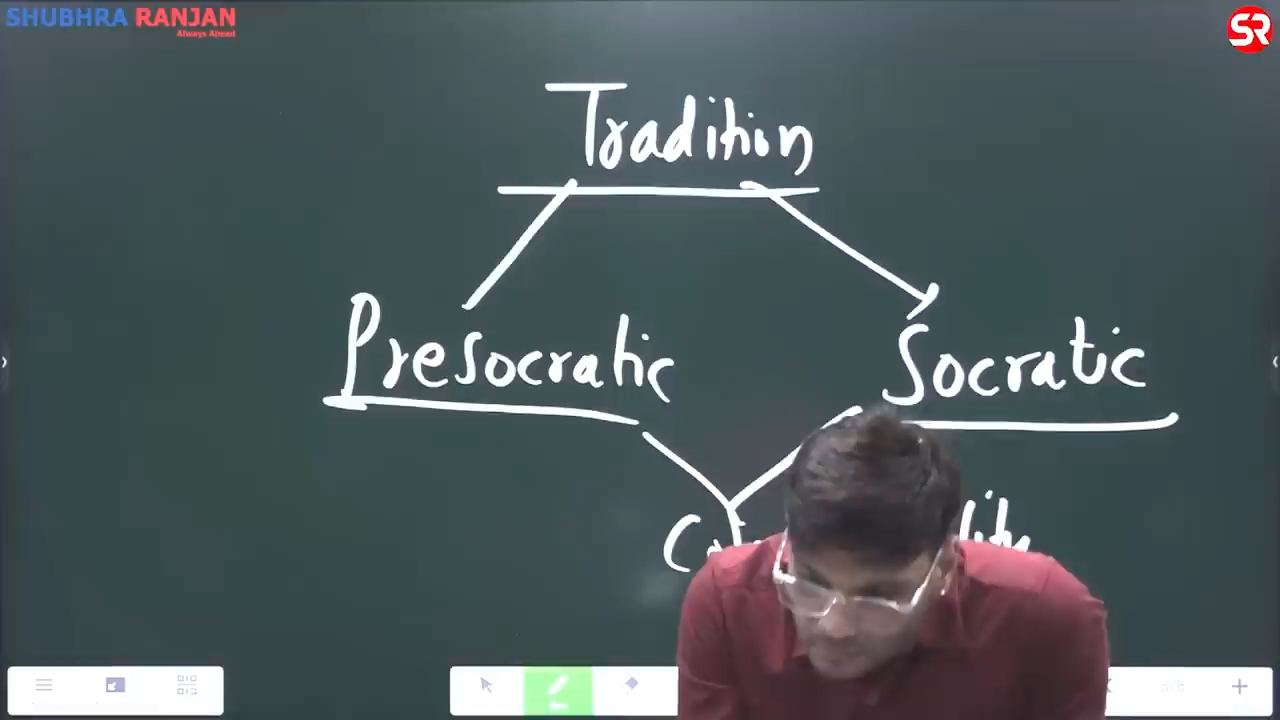 SHUBHRA RANJAN
Always Ahead
SR
Tradition
Presocratic
Socratic